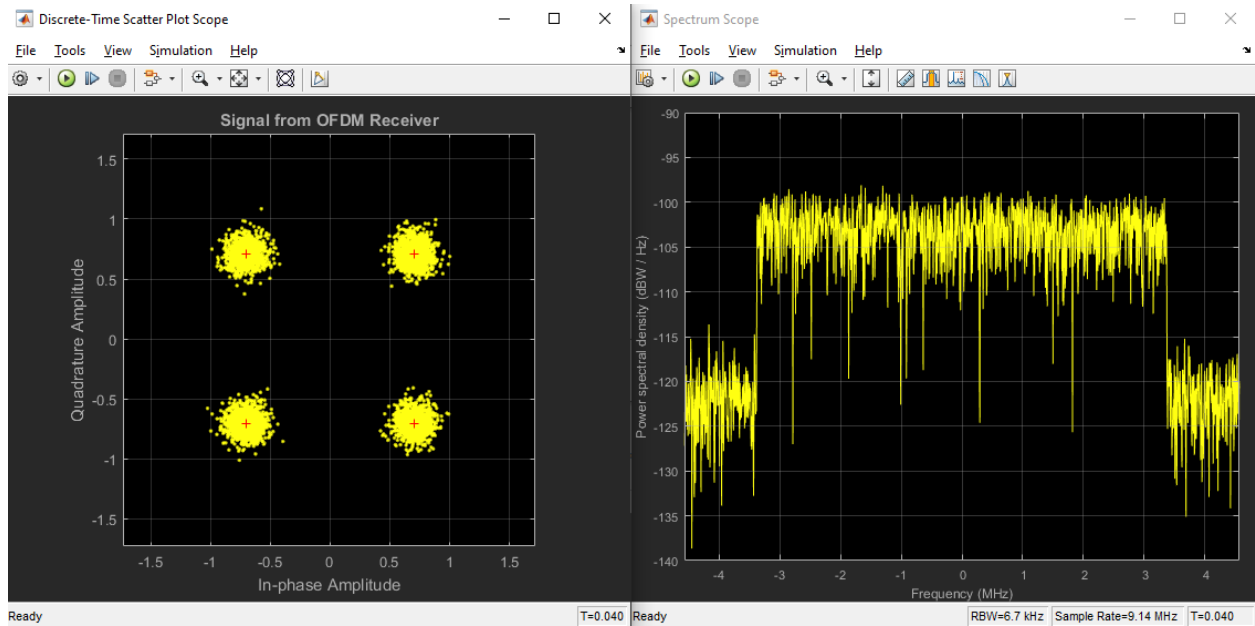 Discrete-Time Scatter Plot Scope
File Tools View Simulation Help
Signal from OFDM Receiver
1.5
1
0.5
0
-0.5
-1
-1.5
Quadrature Amplitude
-1.5 -1 -0.5 0 0.5 1 1.5
In-phase Amplitude
Ready T=0.040
Spectrum Scope
File Tools View Simulation Help
-90
-95
-100
-105
-110
-115
-120
-125
-130
-135
-140
Power spectral density (dBW / Hz)
-4 -3 -2 -1 0 1 2 3 4
Frequency (MHz)
Ready RBW=6.7 kHz Sample Rate=9.14 MHz T=0.040